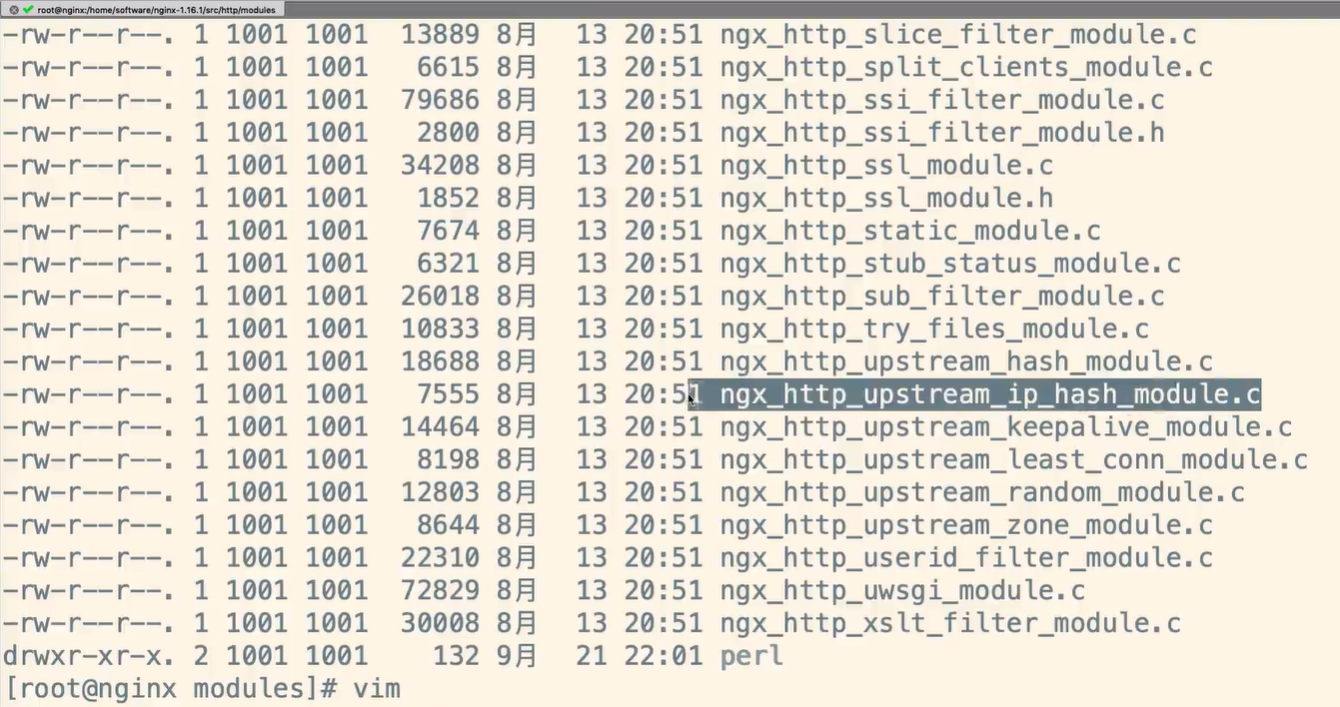 root@nginx:/home/software/nginx-1.16.1/src/http/modules
-rw-r--r--. 1 1001 1001  13889 8月   13 20:51 ngx_http_slice_filter_module.c
-rw-r--r--. 1 1001 1001   6615 8月   13 20:51 ngx_http_split_clients_module.c
-rw-r--r--. 1 1001 1001  79686 8月   13 20:51 ngx_http_ssi_filter_module.c
-rw-r--r--. 1 1001 1001   2800 8月   13 20:51 ngx_http_ssi_filter_module.h
-rw-r--r--. 1 1001 1001  34208 8月   13 20:51 ngx_http_ssl_module.c
-rw-r--r--. 1 1001 1001   1852 8月   13 20:51 ngx_http_ssl_module.h
-rw-r--r--. 1 1001 1001   7674 8月   13 20:51 ngx_http_static_module.c
-rw-r--r--. 1 1001 1001   6321 8月   13 20:51 ngx_http_stub_status_module.c
-rw-r--r--. 1 1001 1001  26018 8月   13 20:51 ngx_http_sub_filter_module.c
-rw-r--r--. 1 1001 1001  10833 8月   13 20:51 ngx_http_try_files_module.c
-rw-r--r--. 1 1001 1001  18688 8月   13 20:51 ngx_http_upstream_hash_module.c
-rw-r--r--. 1 1001 1001   7555 8月   13 20:51 ngx_http_upstream_ip_hash_module.c
-rw-r--r--. 1 1001 1001  14464 8月   13 20:51 ngx_http_upstream_keepalive_module.c
-rw-r--r--. 1 1001 1001   8198 8月   13 20:51 ngx_http_upstream_least_conn_module.c
-rw-r--r--. 1 1001 1001  12803 8月   13 20:51 ngx_http_upstream_random_module.c
-rw-r--r--. 1 1001 1001   8644 8月   13 20:51 ngx_http_upstream_zone_module.c
-rw-r--r--. 1 1001 1001  22310 8月   13 20:51 ngx_http_userid_filter_module.c
-rw-r--r--. 1 1001 1001  72829 8月   13 20:51 ngx_http_uwsgi_module.c
-rw-r--r--. 1 1001 1001  30008 8月   13 20:51 ngx_http_xslt_filter_module.c
drwxr-xr-x. 2 1001 1001    132 9月   21 22:01 perl
[root@nginx modules]# vim